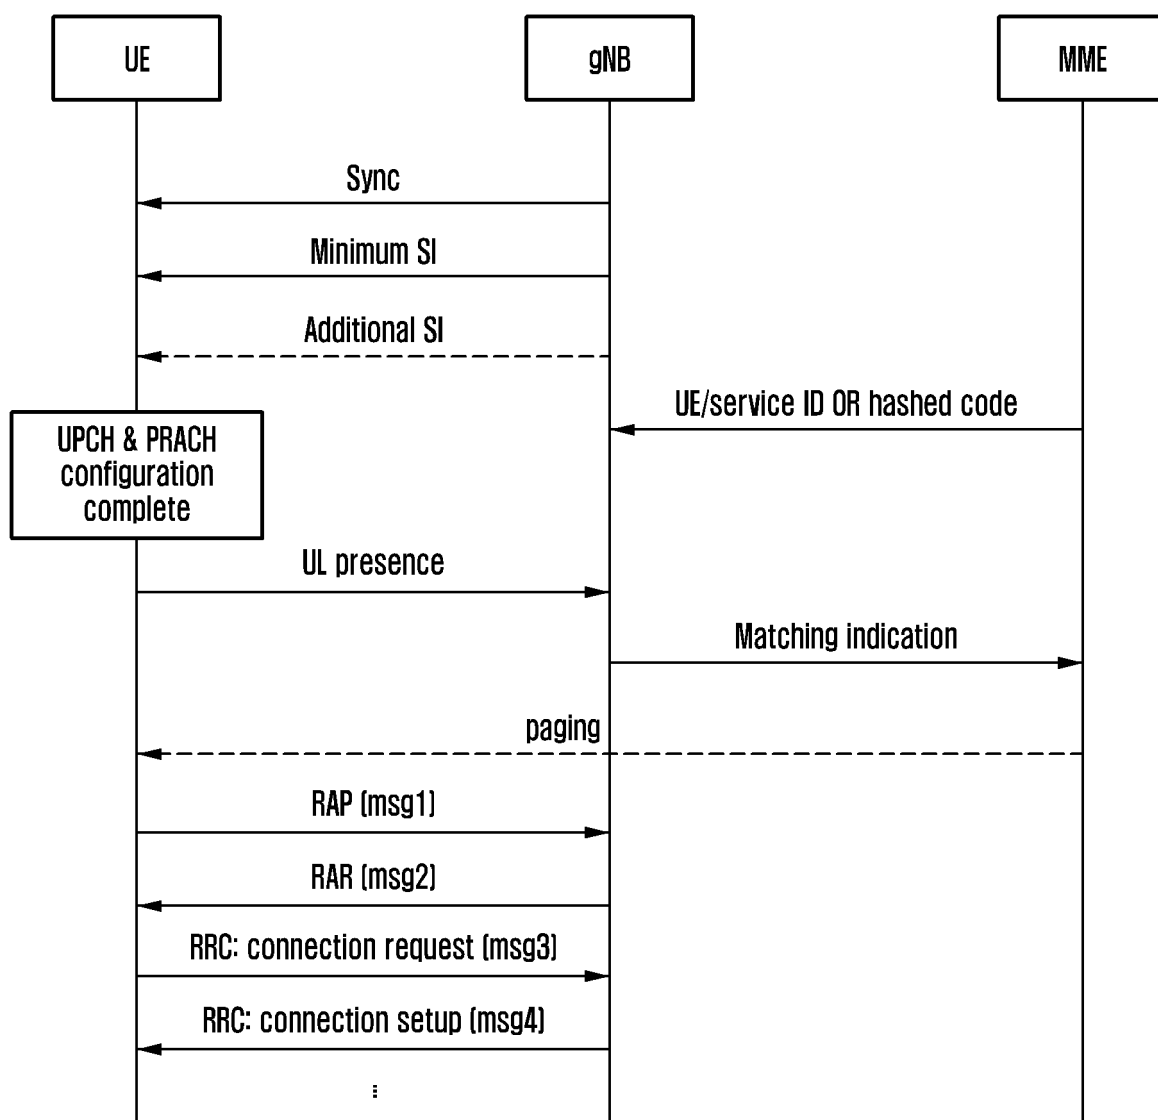 UE
gNB
MME
Sync
Minimum SI
Additional SI
UE/service ID OR hashed code
UPCH & PRACH
configuration
complete
UL presence
Matching indication
paging
RAP (msg1)
RAR (msg2)
RRC: connection request (msg3)
RRC: connection setup (msg4)
...